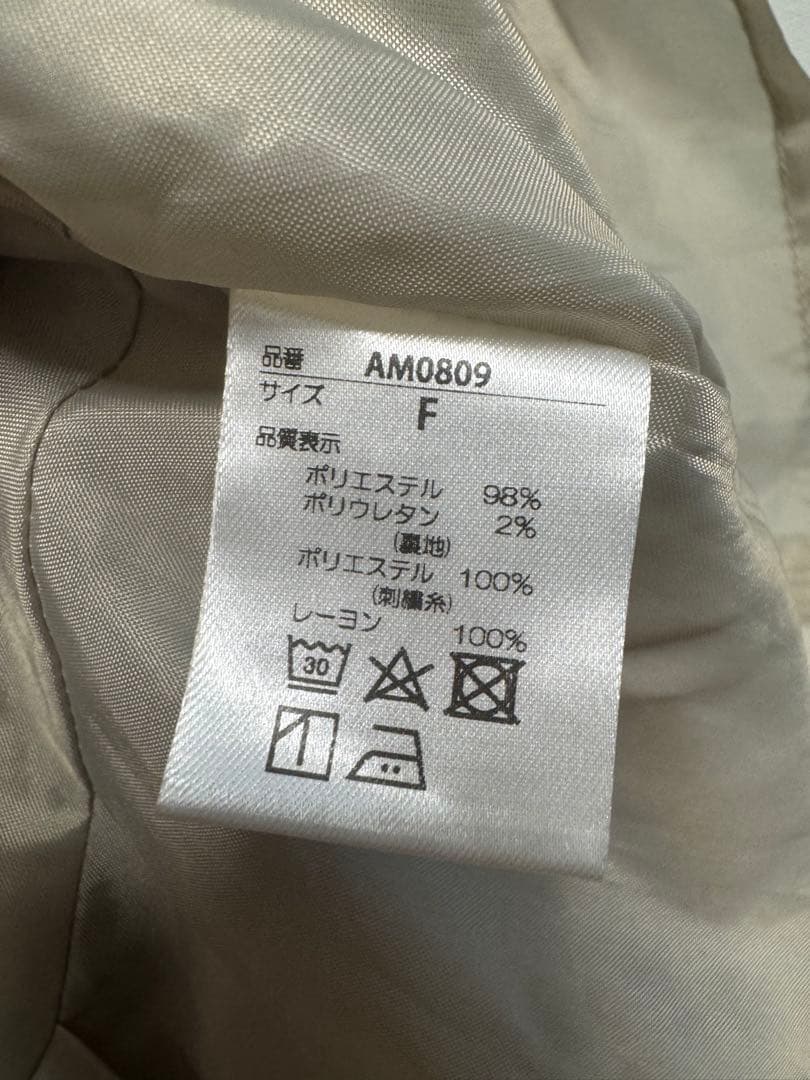 品番 AM0809
サイズ F
品質表示
ポリエステル 98%
ポリウレタン 2%
(裏地)
ポリエステル 100%
(刺繍糸)
レーヨン 100%
30